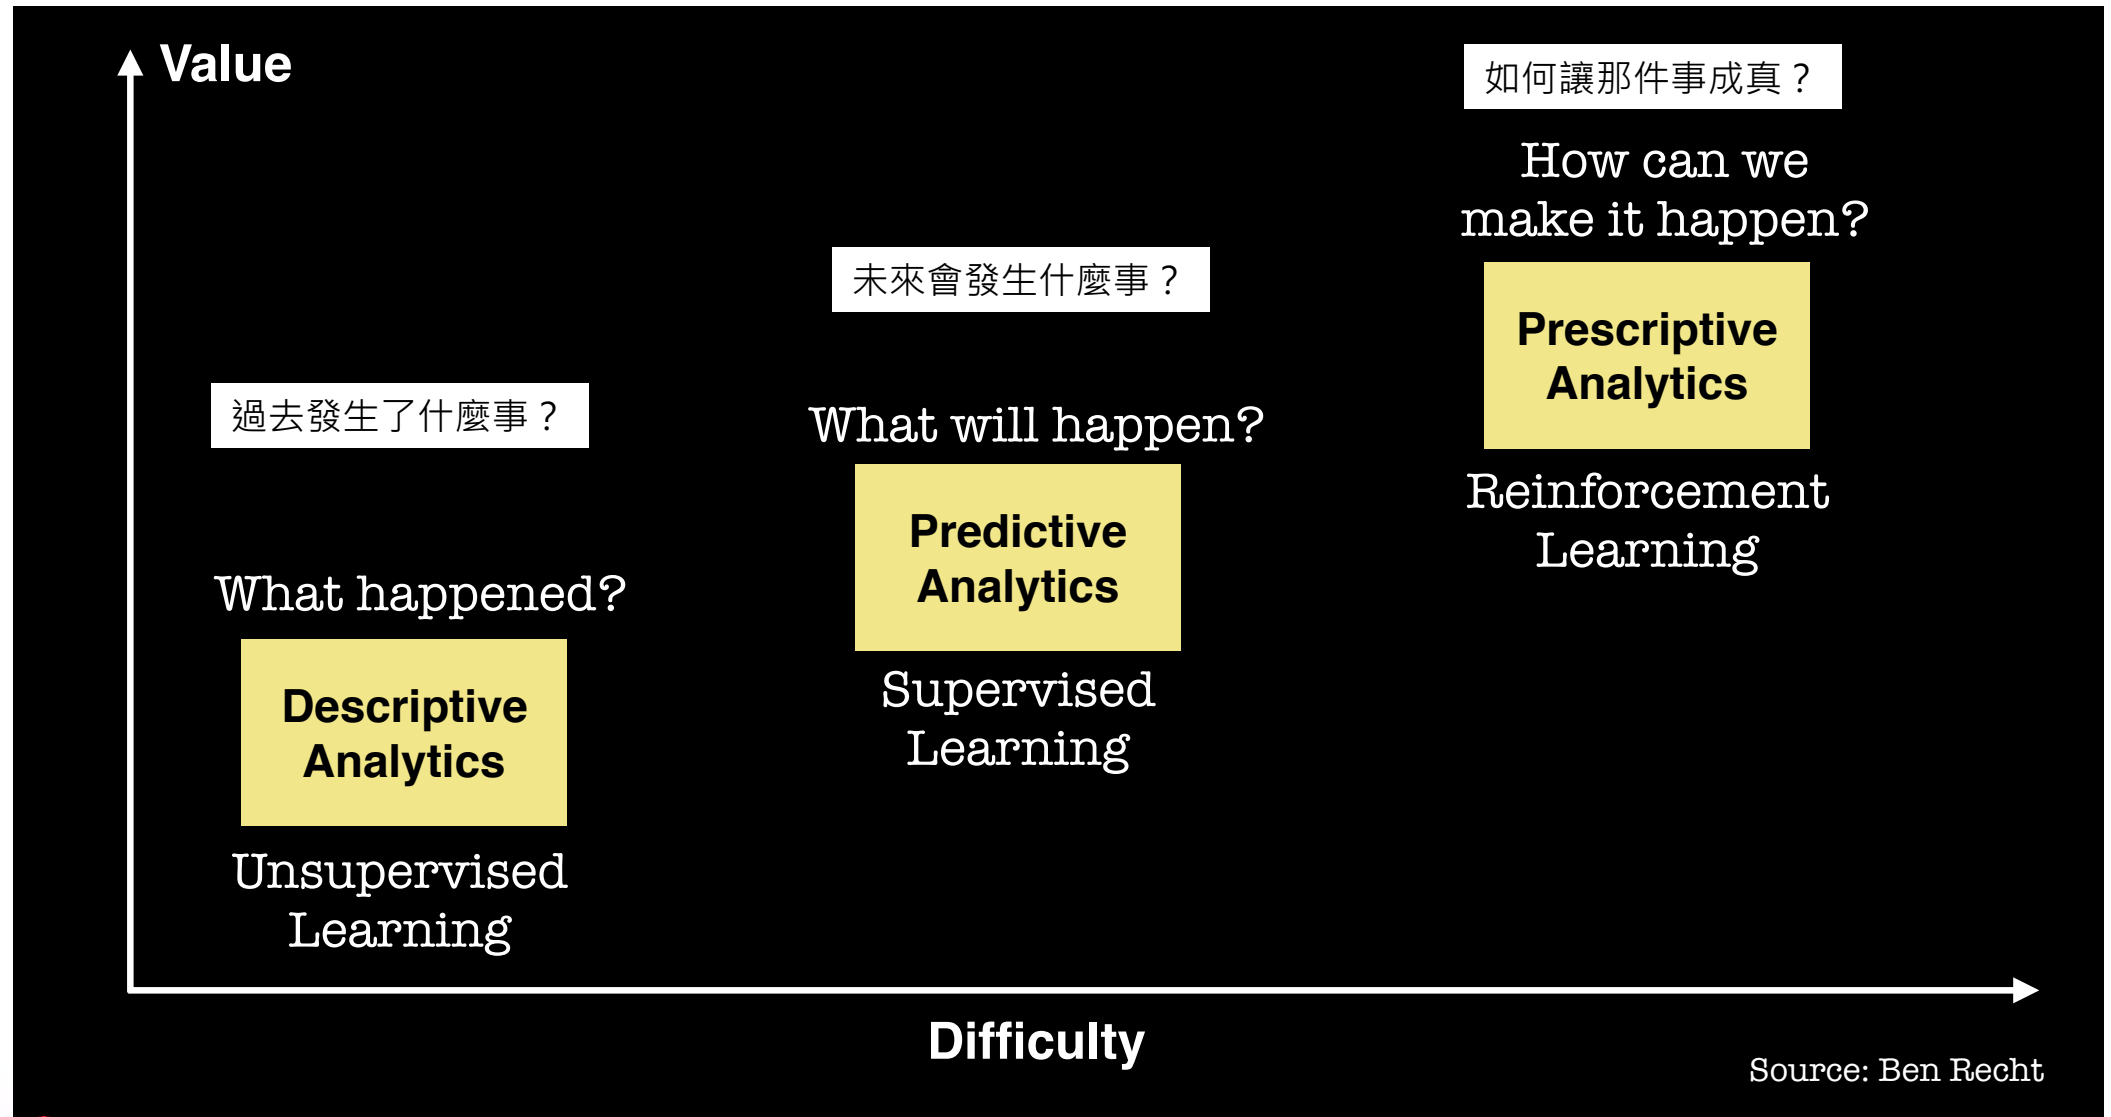 Value
過去發生了什麼事？
What happened?
Descriptive
Analytics
Unsupervised
Learning
未來會發生什麼事？
What will happen?
Predictive
Analytics
Supervised
Learning
如何讓那件事成真？
How can we
make it happen?
Prescriptive
Analytics
Reinforcement
Learning
Difficulty
Source: Ben Recht